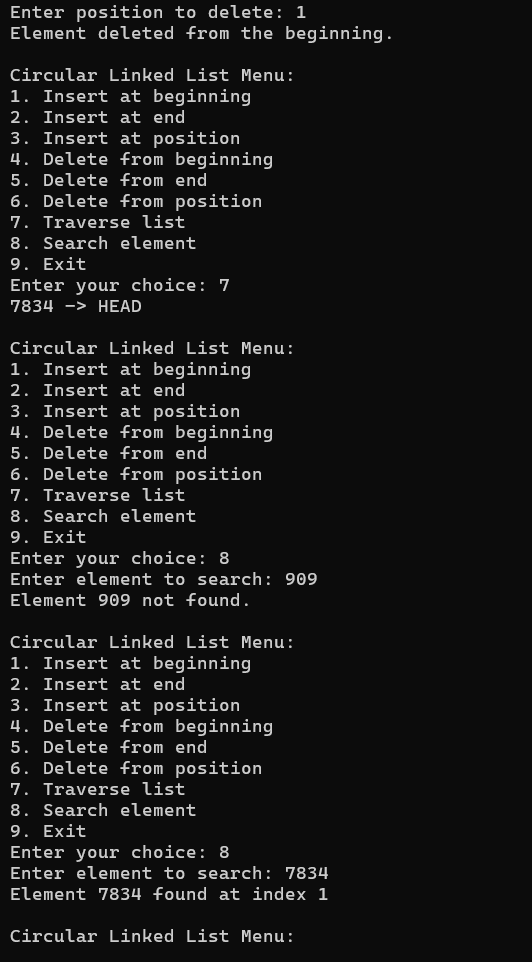 Enter position to delete: 1
Element deleted from the beginning.
Circular Linked List Menu:
1. Insert at beginning
2. Insert at end
3. Insert at position
4. Delete from beginning
5. Delete from end
6. Delete from position
7. Traverse list
8. Search element
9. Exit
Enter your choice: 7
7834 -> HEAD
Circular Linked List Menu:
1. Insert at beginning
2. Insert at end
3. Insert at position
4. Delete from beginning
5. Delete from end
6. Delete from position
7. Traverse list
8. Search element
9. Exit
Enter your choice: 8
Enter element to search: 909
Element 909 not found.
Circular Linked List Menu:
1. Insert at beginning
2. Insert at end
3. Insert at position
4. Delete from beginning
5. Delete from end
6. Delete from position
7. Traverse list
8. Search element
9. Exit
Enter your choice: 8
Enter element to search: 7834
Element 7834 found at index 1
Circular Linked List Menu: